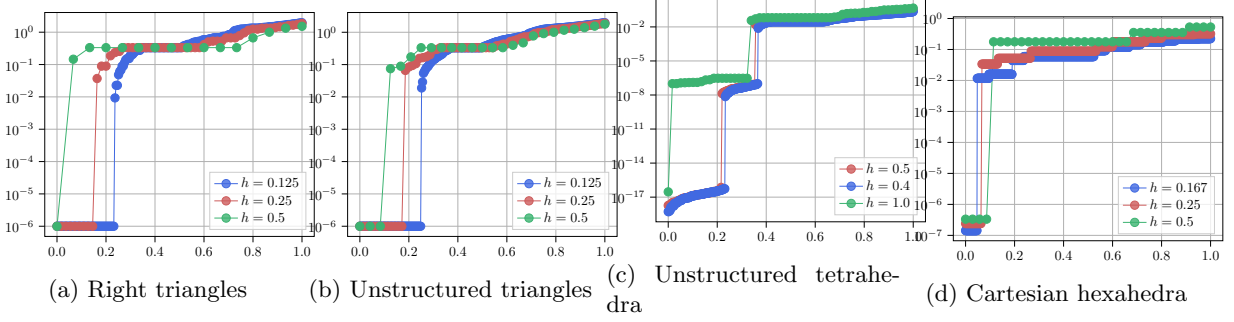 10⁰
10⁻¹
10⁻²
10⁻³
10⁻⁴
10⁻⁵
10⁻⁶
0.0 0.2 0.4 0.6 0.8 1.0
h = 0.125
h = 0.25
h = 0.5
(a) Right triangles
10⁰
10⁻¹
10⁻²
10⁻³
10⁻⁴
10⁻⁵
10⁻⁶
0.0 0.2 0.4 0.6 0.8 1.0
h = 0.125
h = 0.25
h = 0.5
(b) Unstructured triangles
10⁻²
10⁻⁵
10⁻⁸
10⁻¹¹
10⁻¹⁴
10⁻¹⁷
0.0 0.2 0.4 0.6 0.8 1.0
h = 0.5
h = 0.4
h = 1.0
(c) Unstructured tetrahe-
dra
10⁰
10⁻¹
10⁻²
10⁻³
10⁻⁴
10⁻⁵
10⁻⁶
10⁻⁷
0.0 0.2 0.4 0.6 0.8 1.0
h = 0.167
h = 0.25
h = 0.5
(d) Cartesian hexahedra